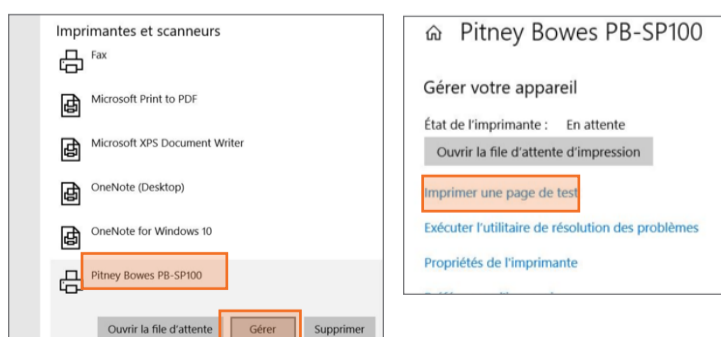 Imprimantes et scanneurs
Fax
Microsoft Print to PDF
Microsoft XPS Document Writer
OneNote (Desktop)
OneNote for Windows 10
Pitney Bowes PB-SP100
Ouvrir la file d'attente Gérer Supprimer
Pitney Bowes PB-SP100
Gérer votre appareil
État de l'imprimante : En attente
Ouvrir la file d'attente d'impression
Imprimer une page de test
Exécuter l'utilitaire de résolution des problèmes
Propriétés de l'imprimante